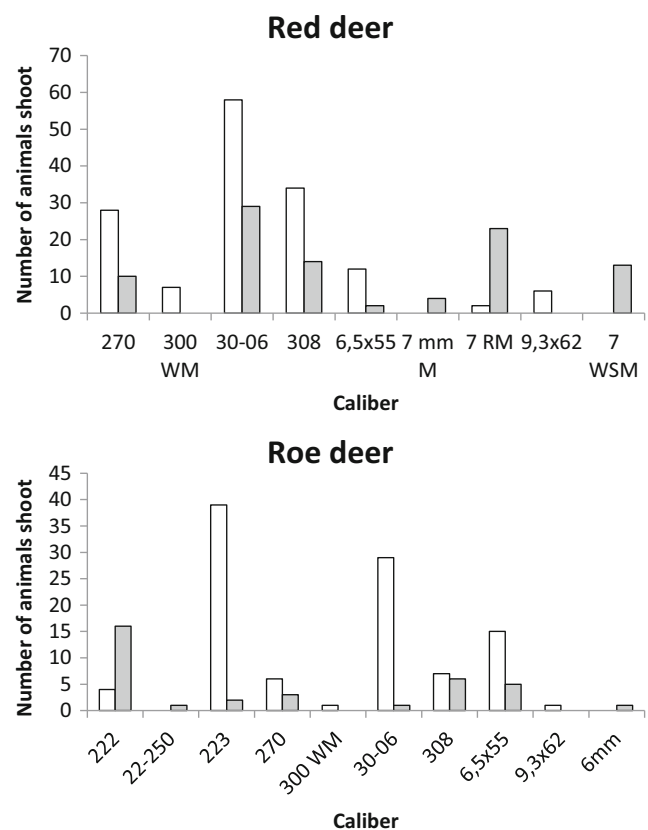 Red deer
Number of animals shoot
70
60
50
40
30
20
10
0
270 300 WM 30-06 308 6,5x55 7 mm M 7 RM 9,3x62 7 WSM
Caliber
Roe deer
Number of animals shoot
45
40
35
30
25
20
15
10
5
0
222 22-250 223 270 300 WM 30-06 308 6,5x55 9,3x62 6mm
Caliber